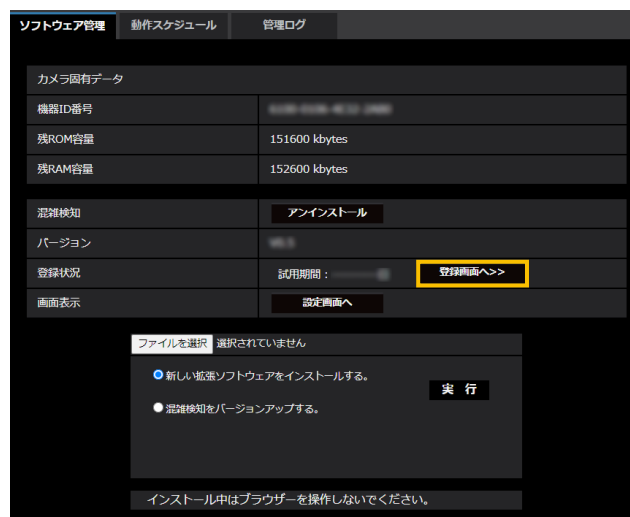 ソフトウェア管理 動作スケジュール 管理ログ
カメラ固有データ
機器ID番号
残ROM容量 151600 kbytes
残RAM容量 152600 kbytes
混雑検知 アンインストール
バージョン
登録状況 試用期間： 登録画面へ>>
画面表示 設定画面へ
ファイルを選択 選択されていません
新しい拡張ソフトウェアをインストールする。
実 行
混雑検知をバージョンアップする。
インストール中はブラウザーを操作しないでください。